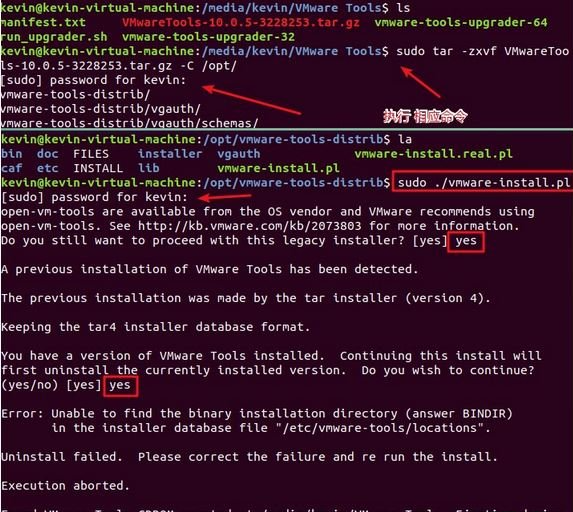 kevin@kevin-virtual-machine:/media/kevin/VMware Tools$ ls
manifest.txt VMwareTools-10.0.5-3228253.tar.gz vmware-tools-upgrader-64
run_upgrader.sh vmware-tools-upgrader-32
kevin@kevin-virtual-machine:/media/kevin/VMware Tools$ sudo tar -zxvf VMwareToo
ls-10.0.5-3228253.tar.gz -C /opt/
[sudo] password for kevin:
vmware-tools-distrib/
vmware-tools-distrib/vgauth/
vmware-tools-distrib/vgauth/schemas/
执行 相应命令
kevin@kevin-virtual-machine:/opt/vmware-tools-distrib$ la
bin doc FILES installer vgauth vmware-install.real.pl
caf etc INSTALL lib vmware-install.pl
kevin@kevin-virtual-machine:/opt/vmware-tools-distrib$ sudo ./vmware-install.pl
[sudo] password for kevin:
open-vm-tools are available from the OS vendor and VMware recommends using
open-vm-tools. See http://kb.vmware.com/kb/2073803 for more information.
Do you still want to proceed with this legacy installer? [yes] yes
A previous installation of VMware Tools has been detected.
The previous installation was made by the tar installer (version 4).
Keeping the tar4 installer database format.
You have a version of VMware Tools installed. Continuing this install will
first uninstall the currently installed version. Do you wish to continue?
(yes/no) [yes] yes
Error: Unable to find the binary installation directory (answer BINDIR)
in the installer database file "/etc/vmware-tools/locations".
Uninstall failed. Please correct the failure and re run the install.
Execution aborted.